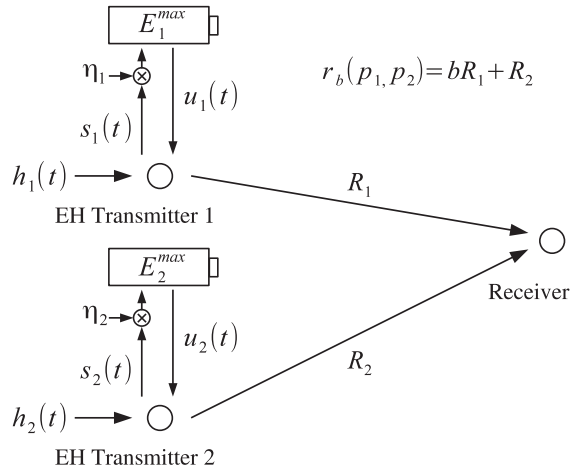 E_1^{max}
η_1
u_1(t)
r_b(p_1, p_2) = bR_1 + R_2
s_1(t)
h_1(t)
R_1
EH Transmitter 1
E_2^{max}
Receiver
η_2
u_2(t)
s_2(t)
R_2
h_2(t)
EH Transmitter 2